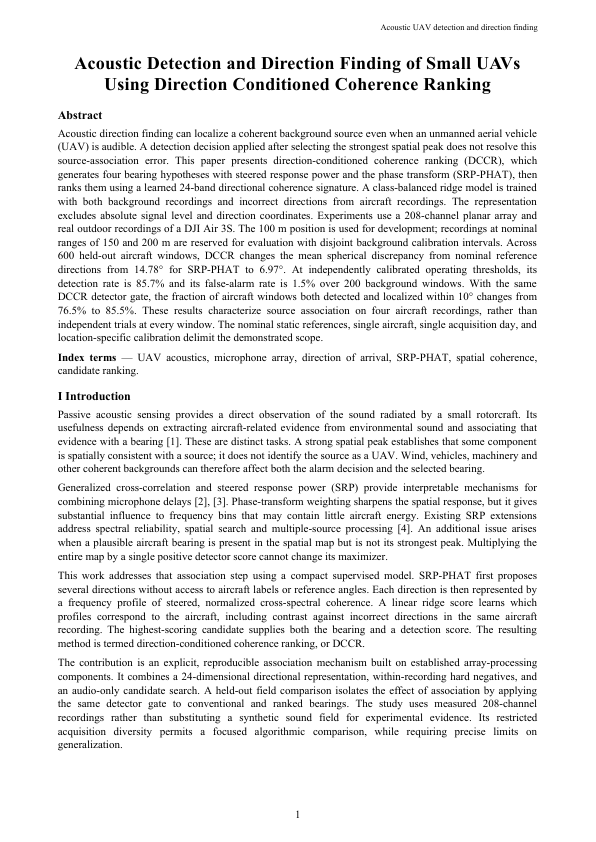 Acoustic UAV detection and direction finding
Acoustic Detection and Direction Finding of Small UAVs
Using Direction Conditioned Coherence Ranking
Abstract
Acoustic direction finding can localize a coherent background source even when an unmanned aerial vehicle
(UAV) is audible. A detection decision applied after selecting the strongest spatial peak does not resolve this
source-association error. This paper presents direction-conditioned coherence ranking (DCCR), which
generates four bearing hypotheses with steered response power and the phase transform (SRP-PHAT), then
ranks them using a learned 24-band directional coherence signature. A class-balanced ridge model is trained
with both background recordings and incorrect directions from aircraft recordings. The representation
excludes absolute signal level and direction coordinates. Experiments use a 208-channel planar array and
real outdoor recordings of a DJI Air 3S. The 100 m position is used for development; recordings at nominal
ranges of 150 and 200 m are reserved for evaluation with disjoint background calibration intervals. Across
600 held-out aircraft windows, DCCR changes the mean spherical discrepancy from nominal reference
directions from 14.78° for SRP-PHAT to 6.97°. At independently calibrated operating thresholds, its
detection rate is 85.7% and its false-alarm rate is 1.5% over 200 background windows. With the same
DCCR detector gate, the fraction of aircraft windows both detected and localized within 10° changes from
76.5% to 85.5%. These results characterize source association on four aircraft recordings, rather than
independent trials at every window. The nominal static references, single aircraft, single acquisition day, and
location-specific calibration delimit the demonstrated scope.
Index terms — UAV acoustics, microphone array, direction of arrival, SRP-PHAT, spatial coherence,
candidate ranking.
I Introduction
Passive acoustic sensing provides a direct observation of the sound radiated by a small rotorcraft. Its
usefulness depends on extracting aircraft-related evidence from environmental sound and associating that
evidence with a bearing [1]. These are distinct tasks. A strong spatial peak establishes that some component
is spatially consistent with a source; it does not identify the source as a UAV. Wind, vehicles, machinery and
other coherent backgrounds can therefore affect both the alarm decision and the selected bearing.
Generalized cross-correlation and steered response power (SRP) provide interpretable mechanisms for
combining microphone delays [2], [3]. Phase-transform weighting sharpens the spatial response, but it gives
substantial influence to frequency bins that may contain little aircraft energy. Existing SRP extensions
address spectral reliability, spatial search and multiple-source processing [4]. An additional issue arises
when a plausible aircraft bearing is present in the spatial map but is not its strongest peak. Multiplying the
entire map by a single positive detector score cannot change its maximizer.
This work addresses that association step using a compact supervised model. SRP-PHAT first proposes
several directions without access to aircraft labels or reference angles. Each direction is then represented by
a frequency profile of steered, normalized cross-spectral coherence. A linear ridge score learns which
profiles correspond to the aircraft, including contrast against incorrect directions in the same aircraft
recording. The highest-scoring candidate supplies both the bearing and a detection score. The resulting
method is termed direction-conditioned coherence ranking, or DCCR.
The contribution is an explicit, reproducible association mechanism built on established array-processing
components. It combines a 24-dimensional directional representation, within-recording hard negatives, and
an audio-only candidate search. A held-out field comparison isolates the effect of association by applying
the same detector gate to conventional and ranked bearings. The study uses measured 208-channel
recordings rather than substituting a synthetic sound field for experimental evidence. Its restricted
acquisition diversity permits a focused algorithmic comparison, while requiring precise limits on
generalization.
1